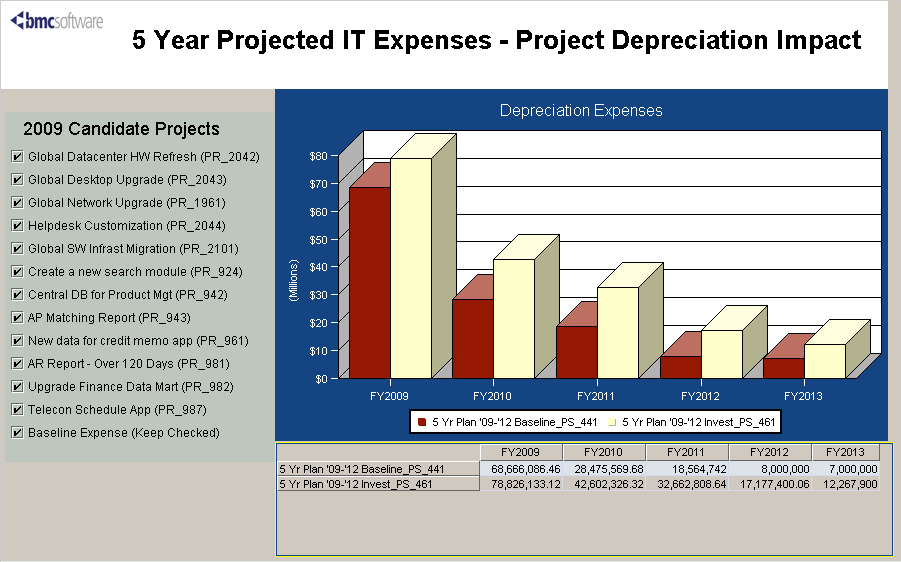 bmcsoftware
5 Year Projected IT Expenses - Project Depreciation Impact
2009 Candidate Projects
Global Datacenter HW Refresh (PR_2042)
Global Desktop Upgrade (PR_2043)
Global Network Upgrade (PR_1961)
Helpdesk Customization (PR_2044)
Global SW Infrast Migration (PR_2101)
Create a new search module (PR_924)
Central DB for Product Mgt (PR_942)
AP Matching Report (PR_943)
New data for credit memo app (PR_961)
AR Report - Over 120 Days (PR_981)
Upgrade Finance Data Mart (PR_982)
Telecon Schedule App (PR_987)
Baseline Expense (Keep Checked)
Depreciation Expenses
(Millions)
$80
$70
$60
$50
$40
$30
$20
$10
$0
FY2009 FY2010 FY2011 FY2012 FY2013
5 Yr Plan '09-'12 Baseline_PS_441 5 Yr Plan '09-'12 Invest_PS_461
FY2009 FY2010 FY2011 FY2012 FY2013
5 Yr Plan '09-'12 Baseline_PS_441 68,666,086.46 28,475,569.68 18,564,742 8,000,000 7,000,000
5 Yr Plan '09-'12 Invest_PS_461 78,826,133.12 42,602,326.32 32,662,808.64 17,177,400.06 12,267,900